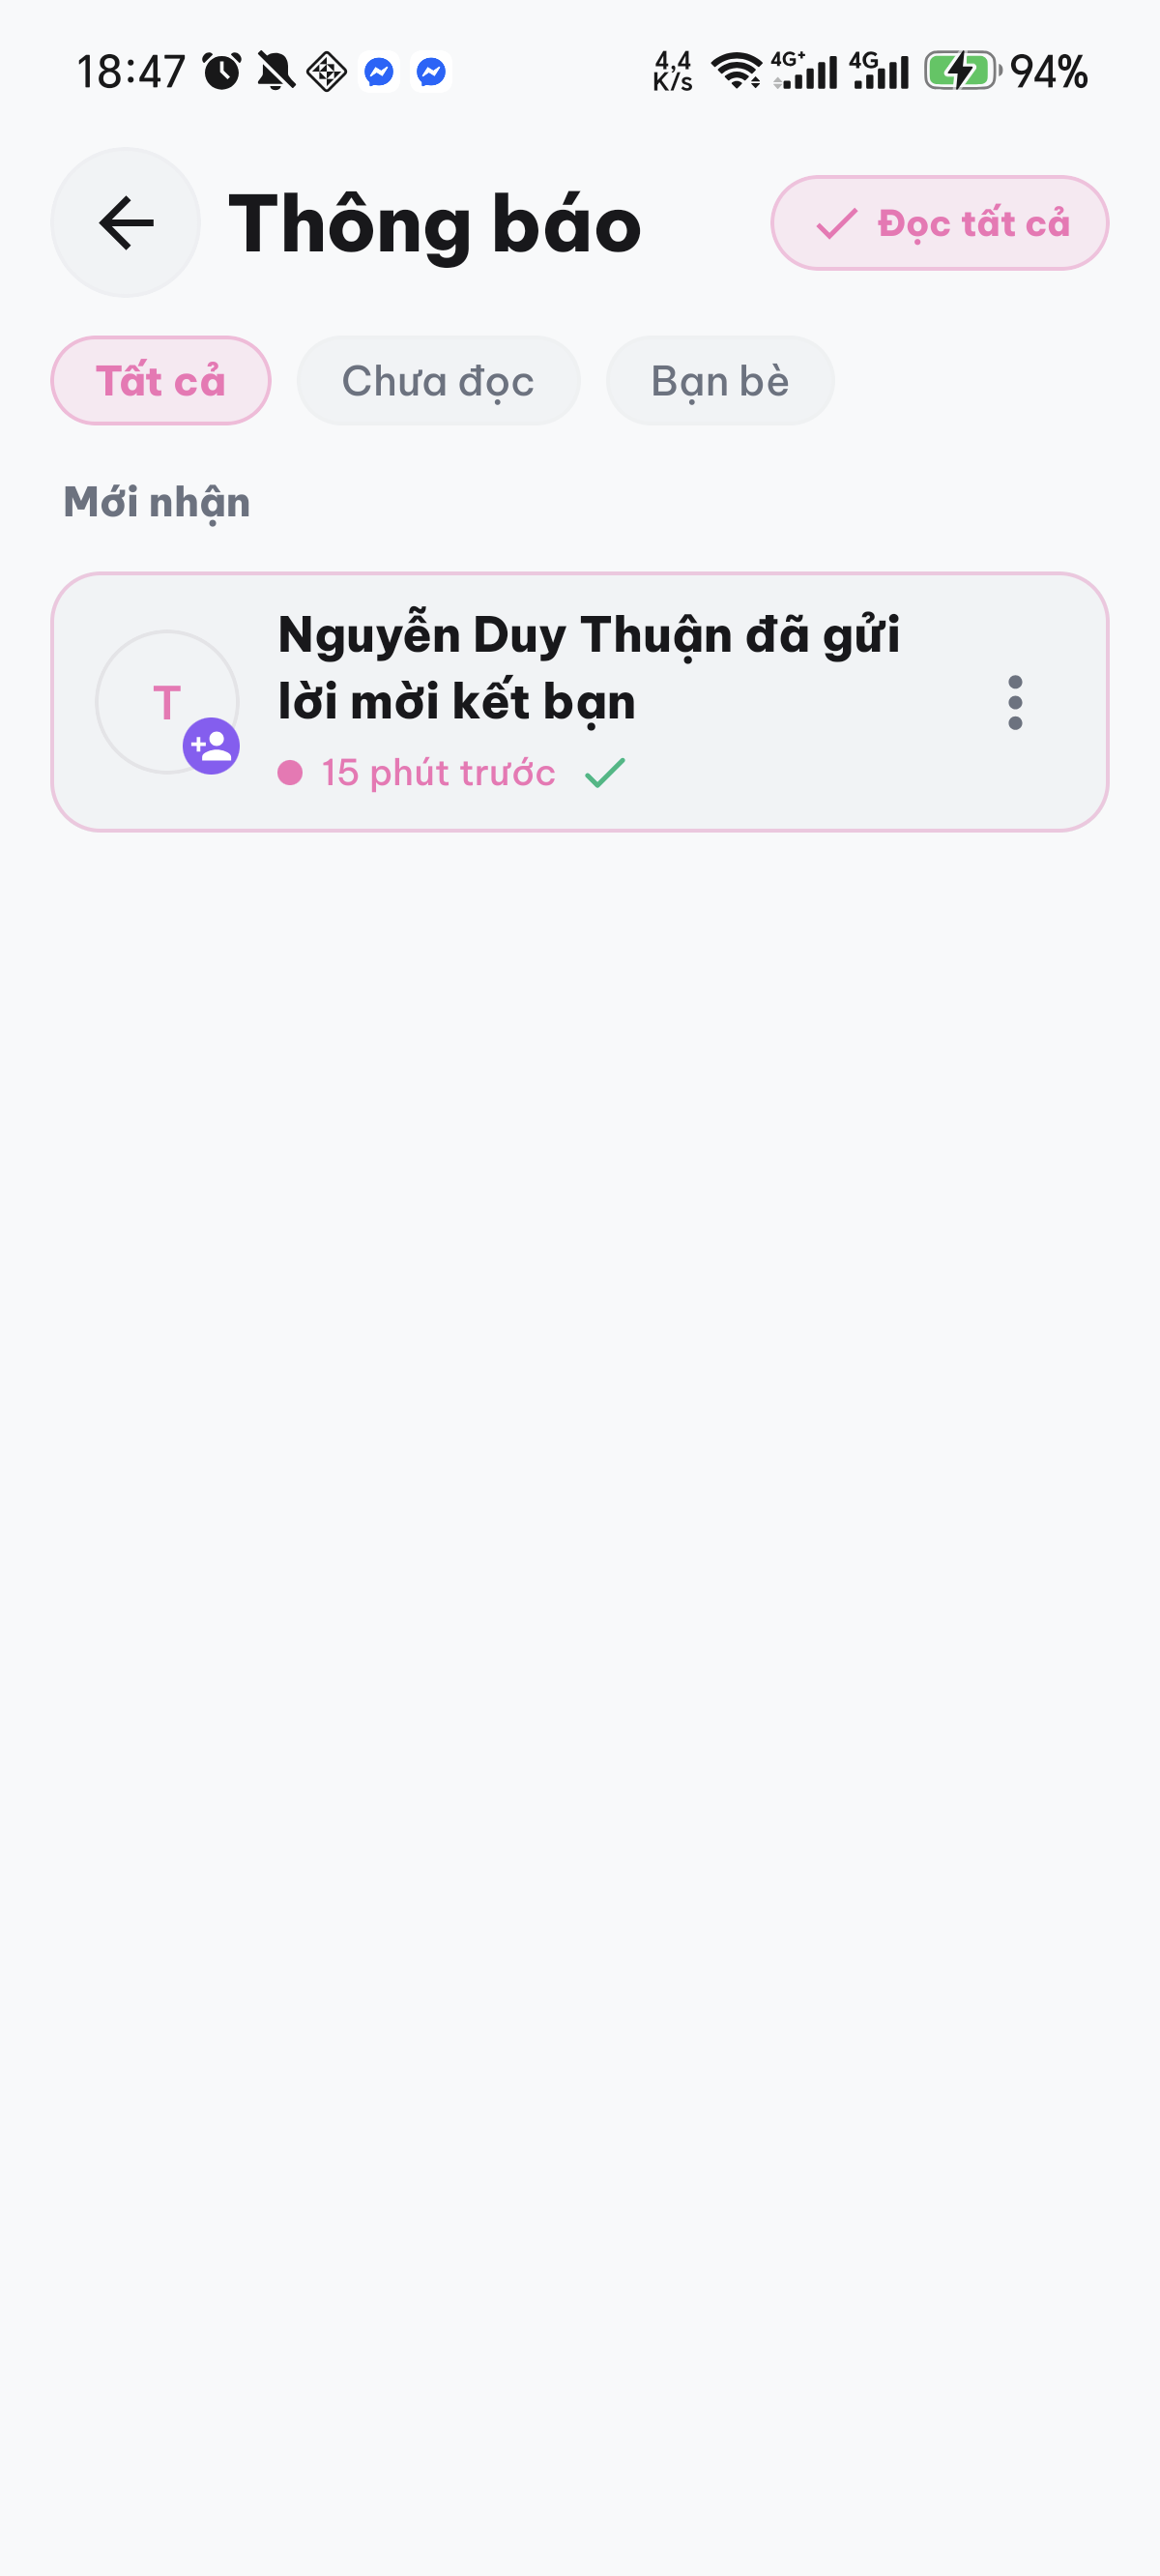 18:47
4,4
K/s
4G+
4G
94%
Thông báo
Đọc tất cả
Tất cả
Chưa đọc
Bạn bè
Mới nhận
T
Nguyễn Duy Thuận đã gửi
lời mời kết bạn
15 phút trước